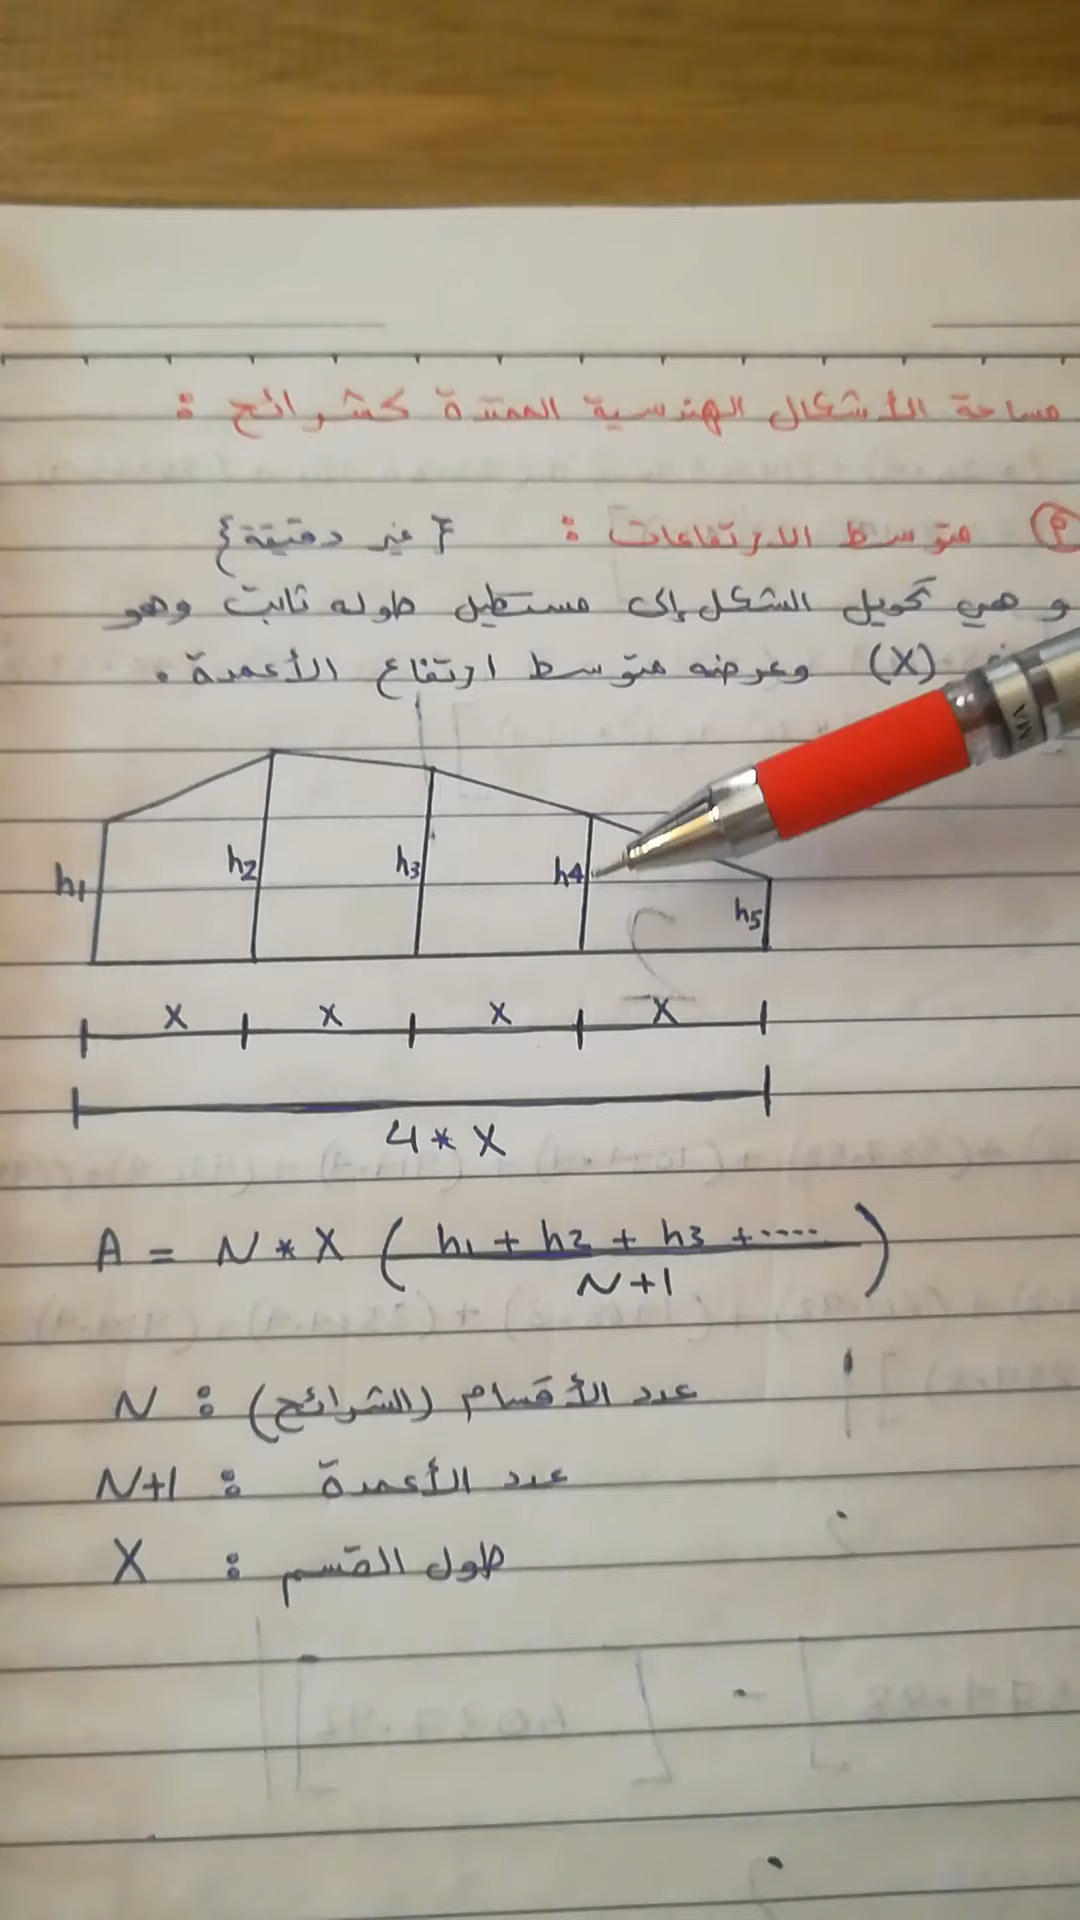 مساحة الأشكال الهندسية الممتدة كشرائح :
م متوسط الارتفاعات : { غير دقيقة }
و هي تحويل الشكل إلى مستطيل طوله ثابت وهو
(X) وعرضه متوسط ارتفاع الأعمدة .
MA
h1 h2 h3 h4 h5
X X X X
4 * X
A = N * X ( h1 + h2 + h3 + ..... / N+1 )
N : عدد الأقسام (الشرائح)
N+1 : عدد الأعمدة
X : طول القسم